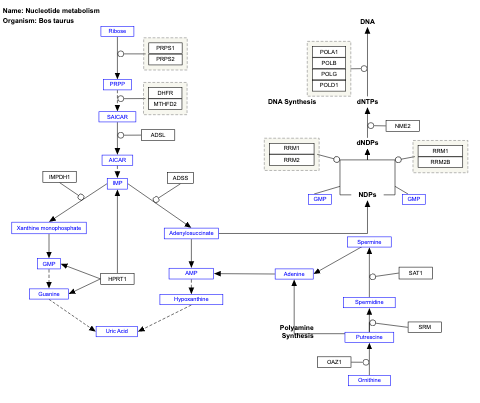 Name: Nucleotide metabolism
Organism: Bos taurus
DNA
Ribose
PRPS1
PRPS2
POLA1
POLB
POLG
POLD1
PRPP
DHFR
MTHFD2
DNA Synthesis
dNTPs
SAICAR
ADSL
NME2
dNDPs
RRM1
RRM2
RRM1
RRM2B
AICAR
IMPDH1
ADSS
IMP
GMP
NDPs
GMP
Xanthine monophosphate
Adenylosuccinate
Spermine
GMP
HPRT1
AMP
Adenine
SAT1
Guanine
Hypoxanthine
Spermidine
Uric Acid
Polyamine
Synthesis
SRM
Putrescine
OAZ1
Ornithine